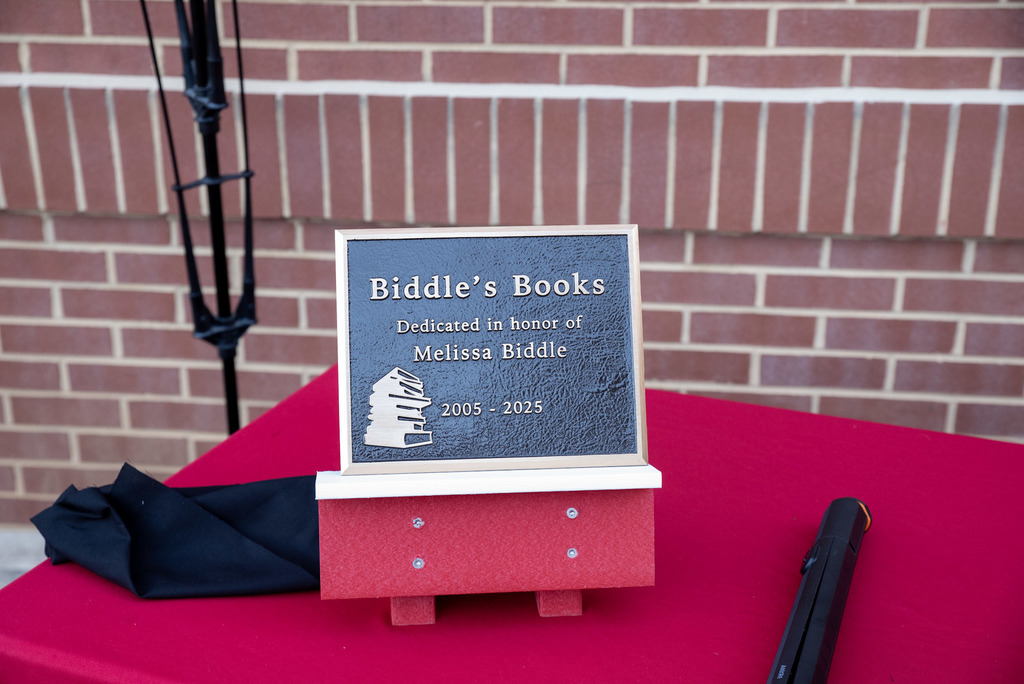 Biddle's Books
Dedicated in honor of
Melissa Biddle
2005 - 2025